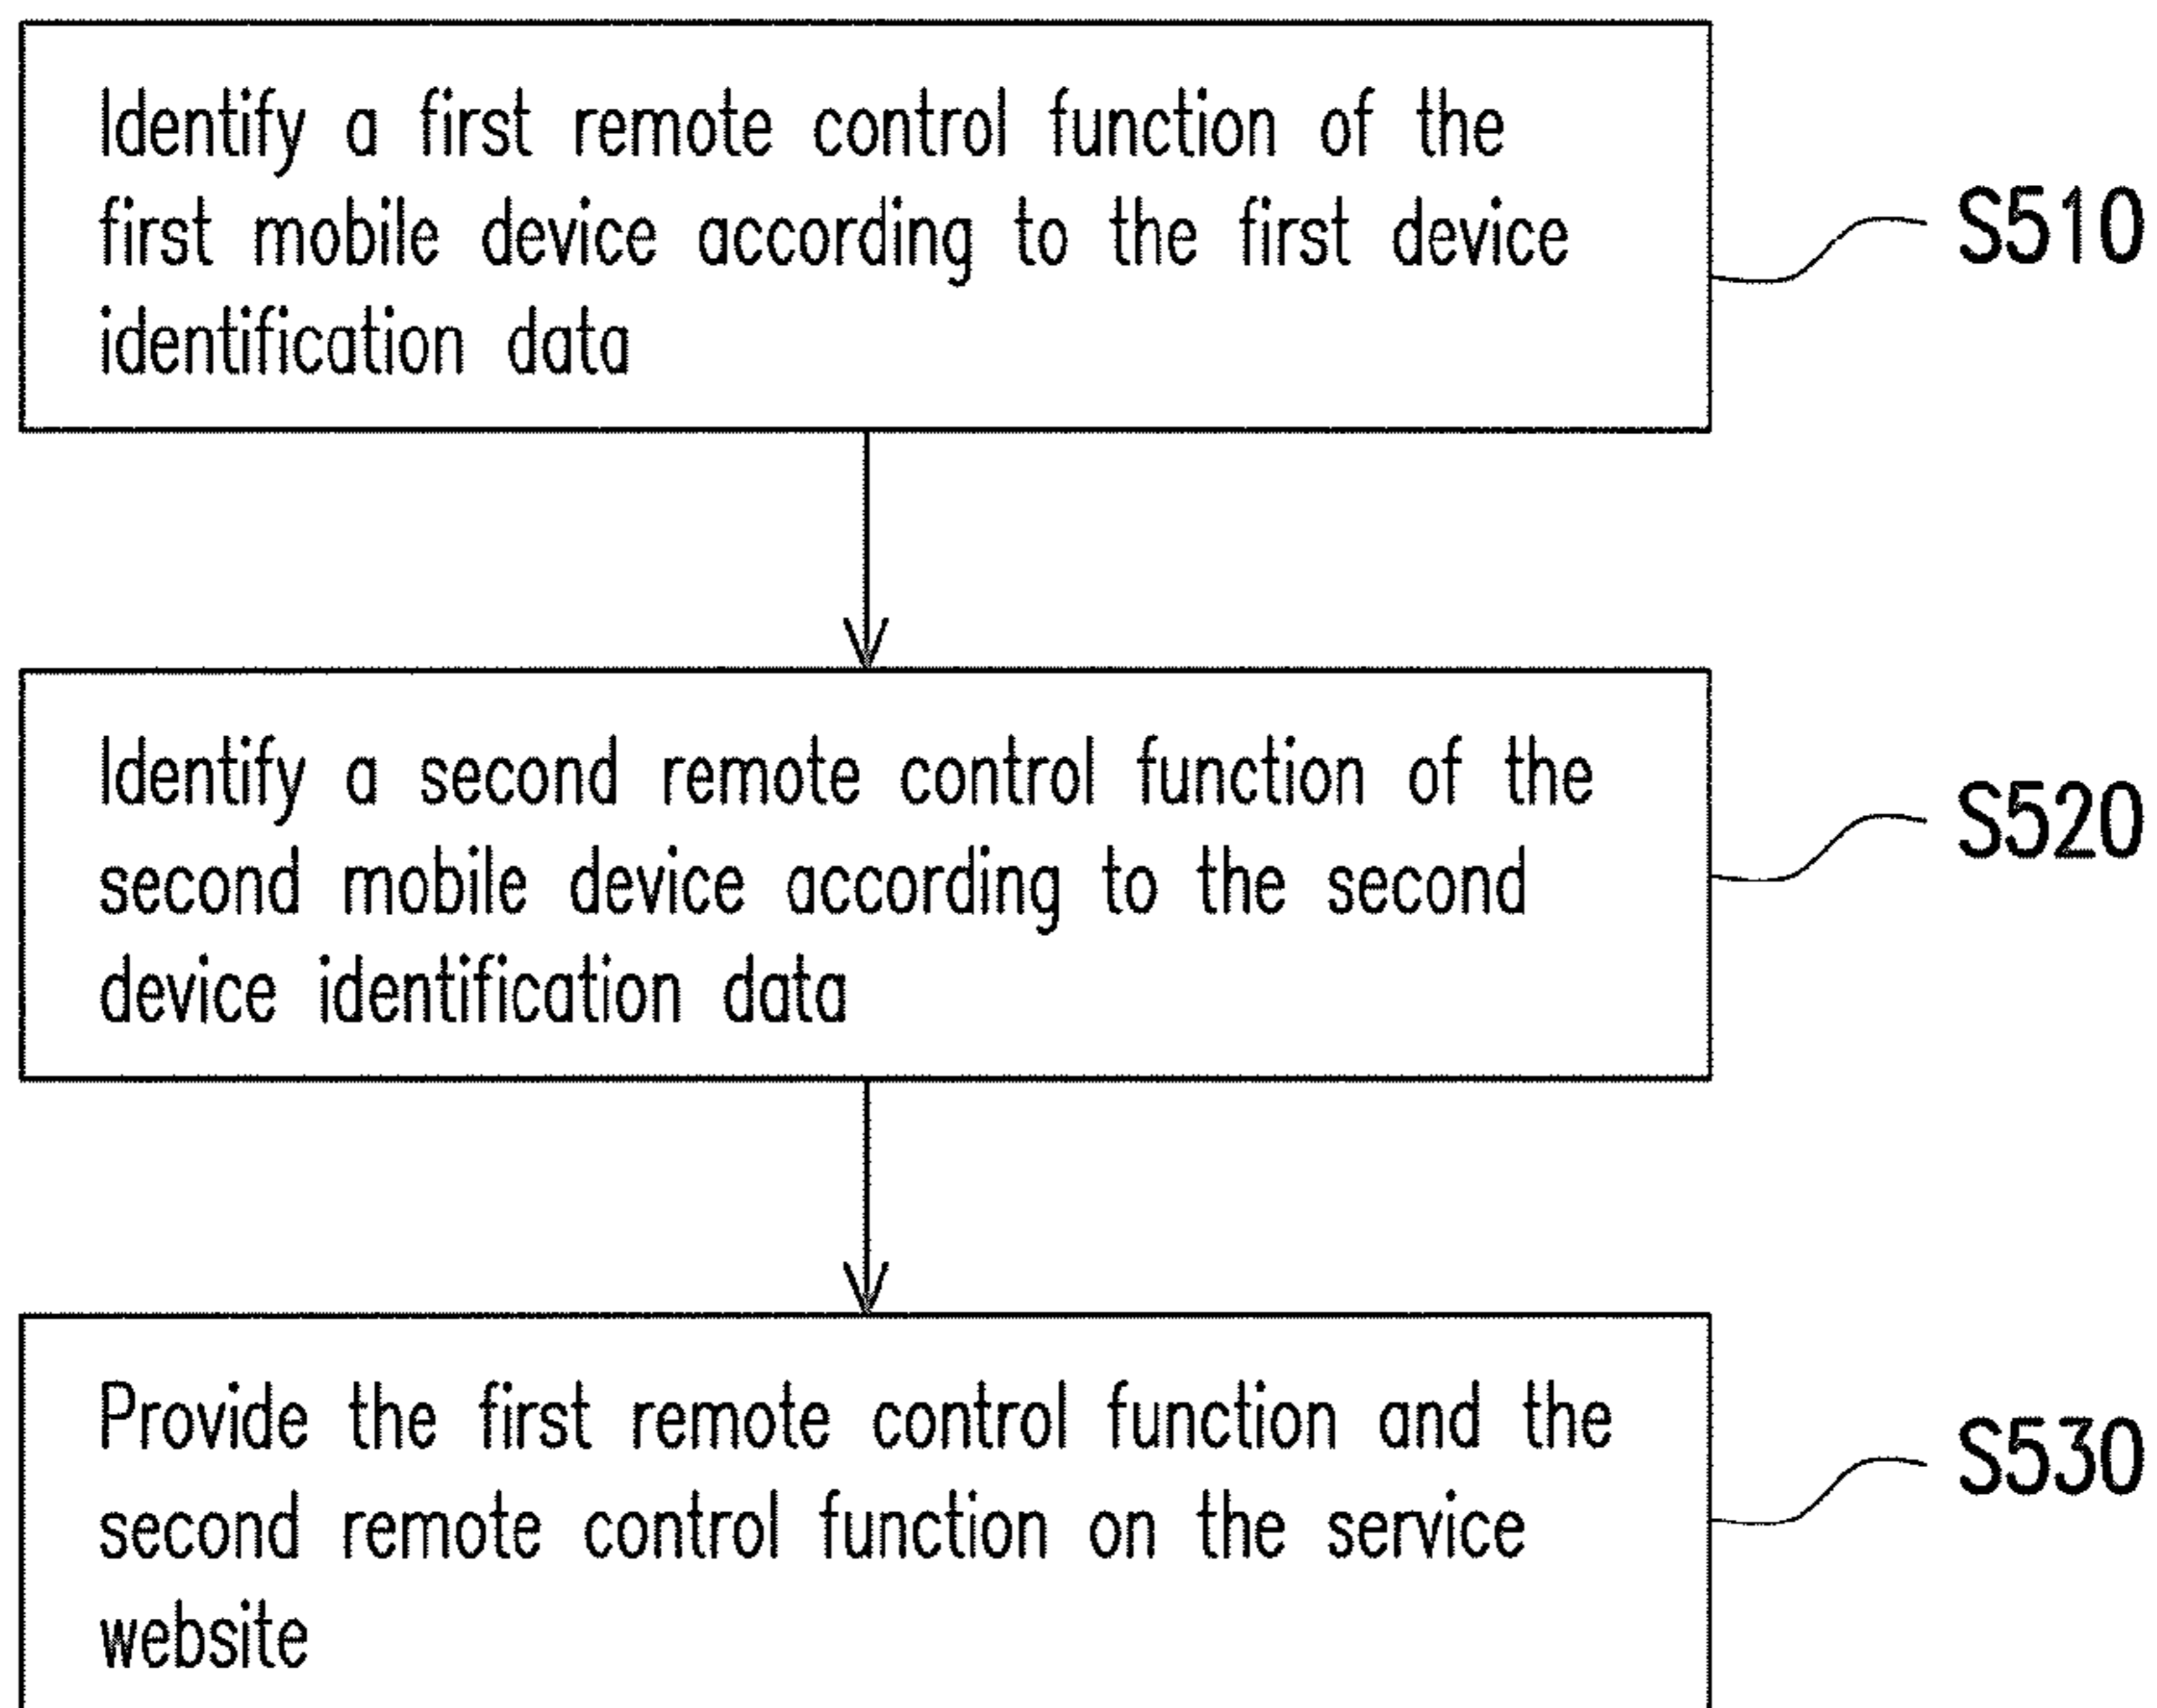 Identify a first remote control function of the
first mobile device according to the first device
identification data
S510
Identify a second remote control function of the
second mobile device according to the second
device identification data
S520
Provide the first remote control function and the
second remote control function on the service
website
S530